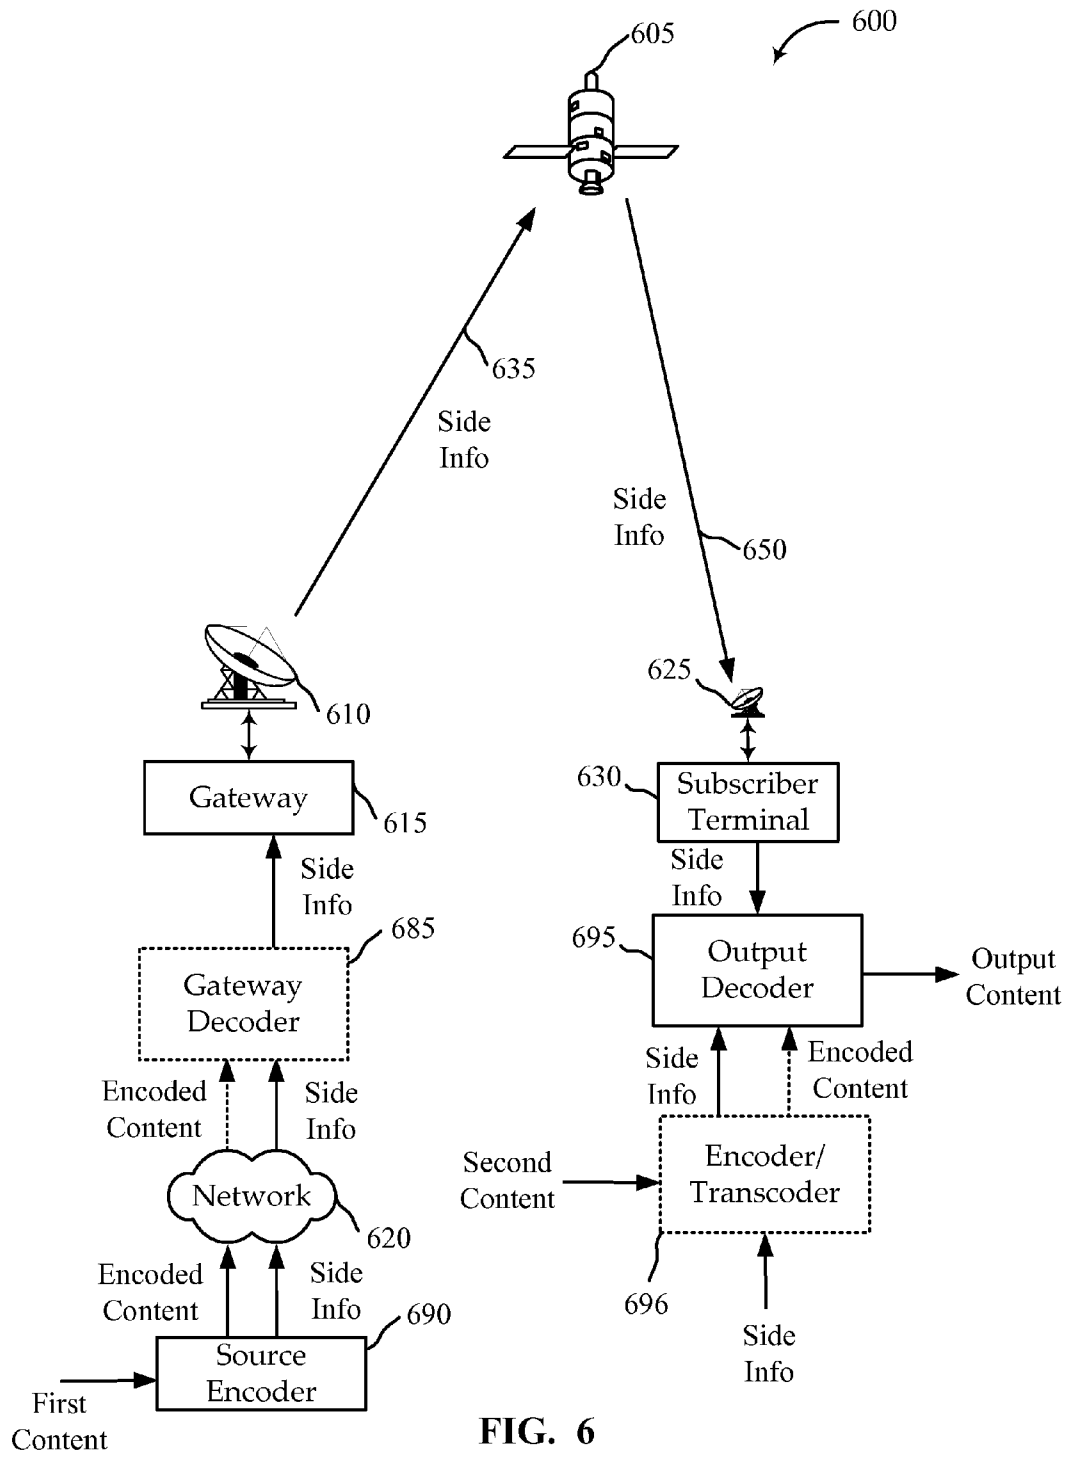 600
605
635
Side
Info
Side
Info
650
625
610
Gateway
615
630
Subscriber
Terminal
Side
Info
Side
Info
685
Gateway
Decoder
695
Output
Decoder
Output
Content
Encoded
Content
Side
Info
Side
Info
Encoded
Content
Network
620
Second
Content
Encoder/
Transcoder
696
Side
Info
Encoded
Content
Side
Info
690
Source
Encoder
First
Content
FIG. 6